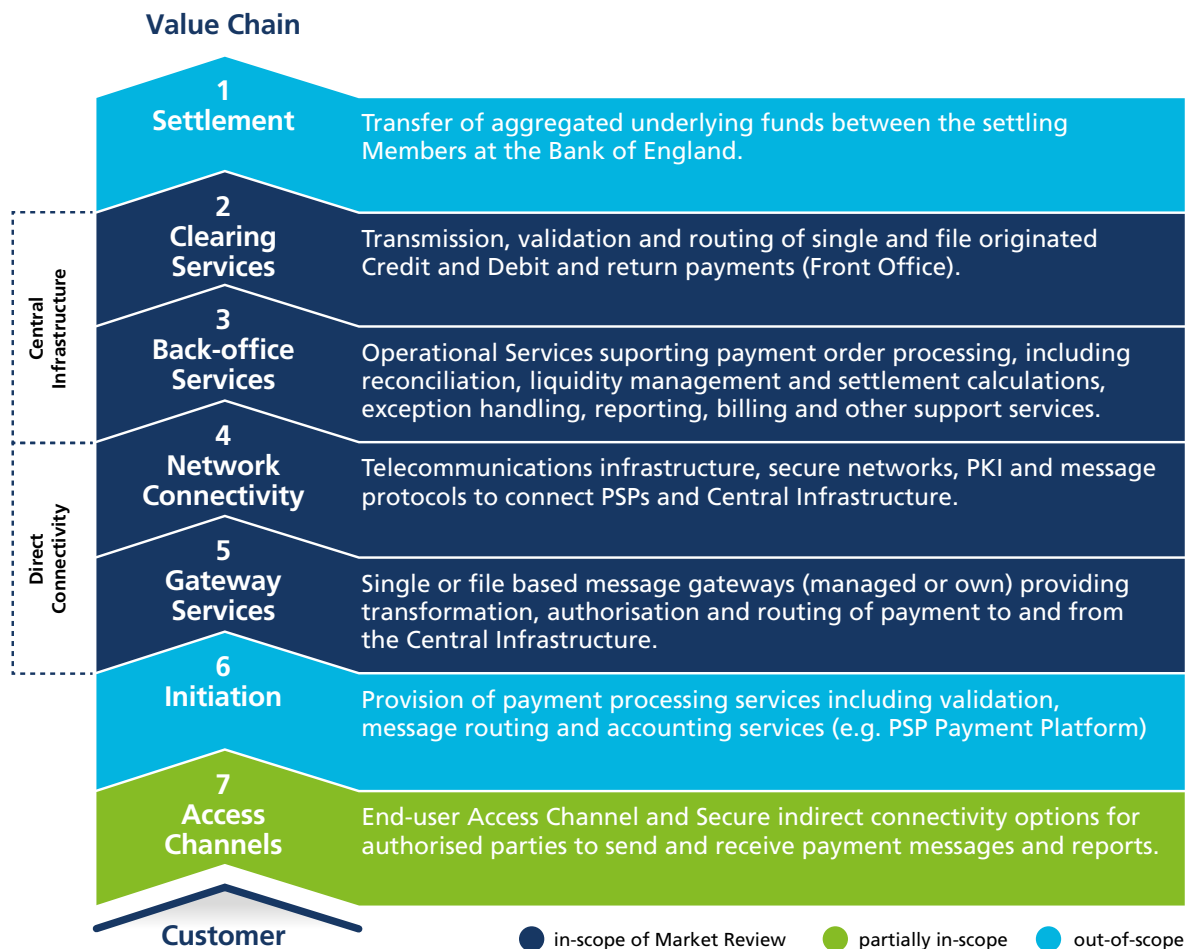 Value Chain
1
Settlement
Transfer of aggregated underlying funds between the settling
Members at the Bank of England.
Central
Infrastructure
2
Clearing
Services
Transmission, validation and routing of single and file originated
Credit and Debit and return payments (Front Office).
3
Back-office
Services
Operational Services suporting payment order processing, including
reconciliation, liquidity management and settlement calculations,
exception handling, reporting, billing and other support services.
Direct
Connectivity
4
Network
Connectivity
Telecommunications infrastructure, secure networks, PKI and message
protocols to connect PSPs and Central Infrastructure.
5
Gateway
Services
Single or file based message gateways (managed or own) providing
transformation, authorisation and routing of payment to and from
the Central Infrastructure.
6
Initiation
Provision of payment processing services including validation,
message routing and accounting services (e.g. PSP Payment Platform)
7
Access
Channels
End-user Access Channel and Secure indirect connectivity options for
authorised parties to send and receive payment messages and reports.
Customer
in-scope of Market Review
partially in-scope
out-of-scope